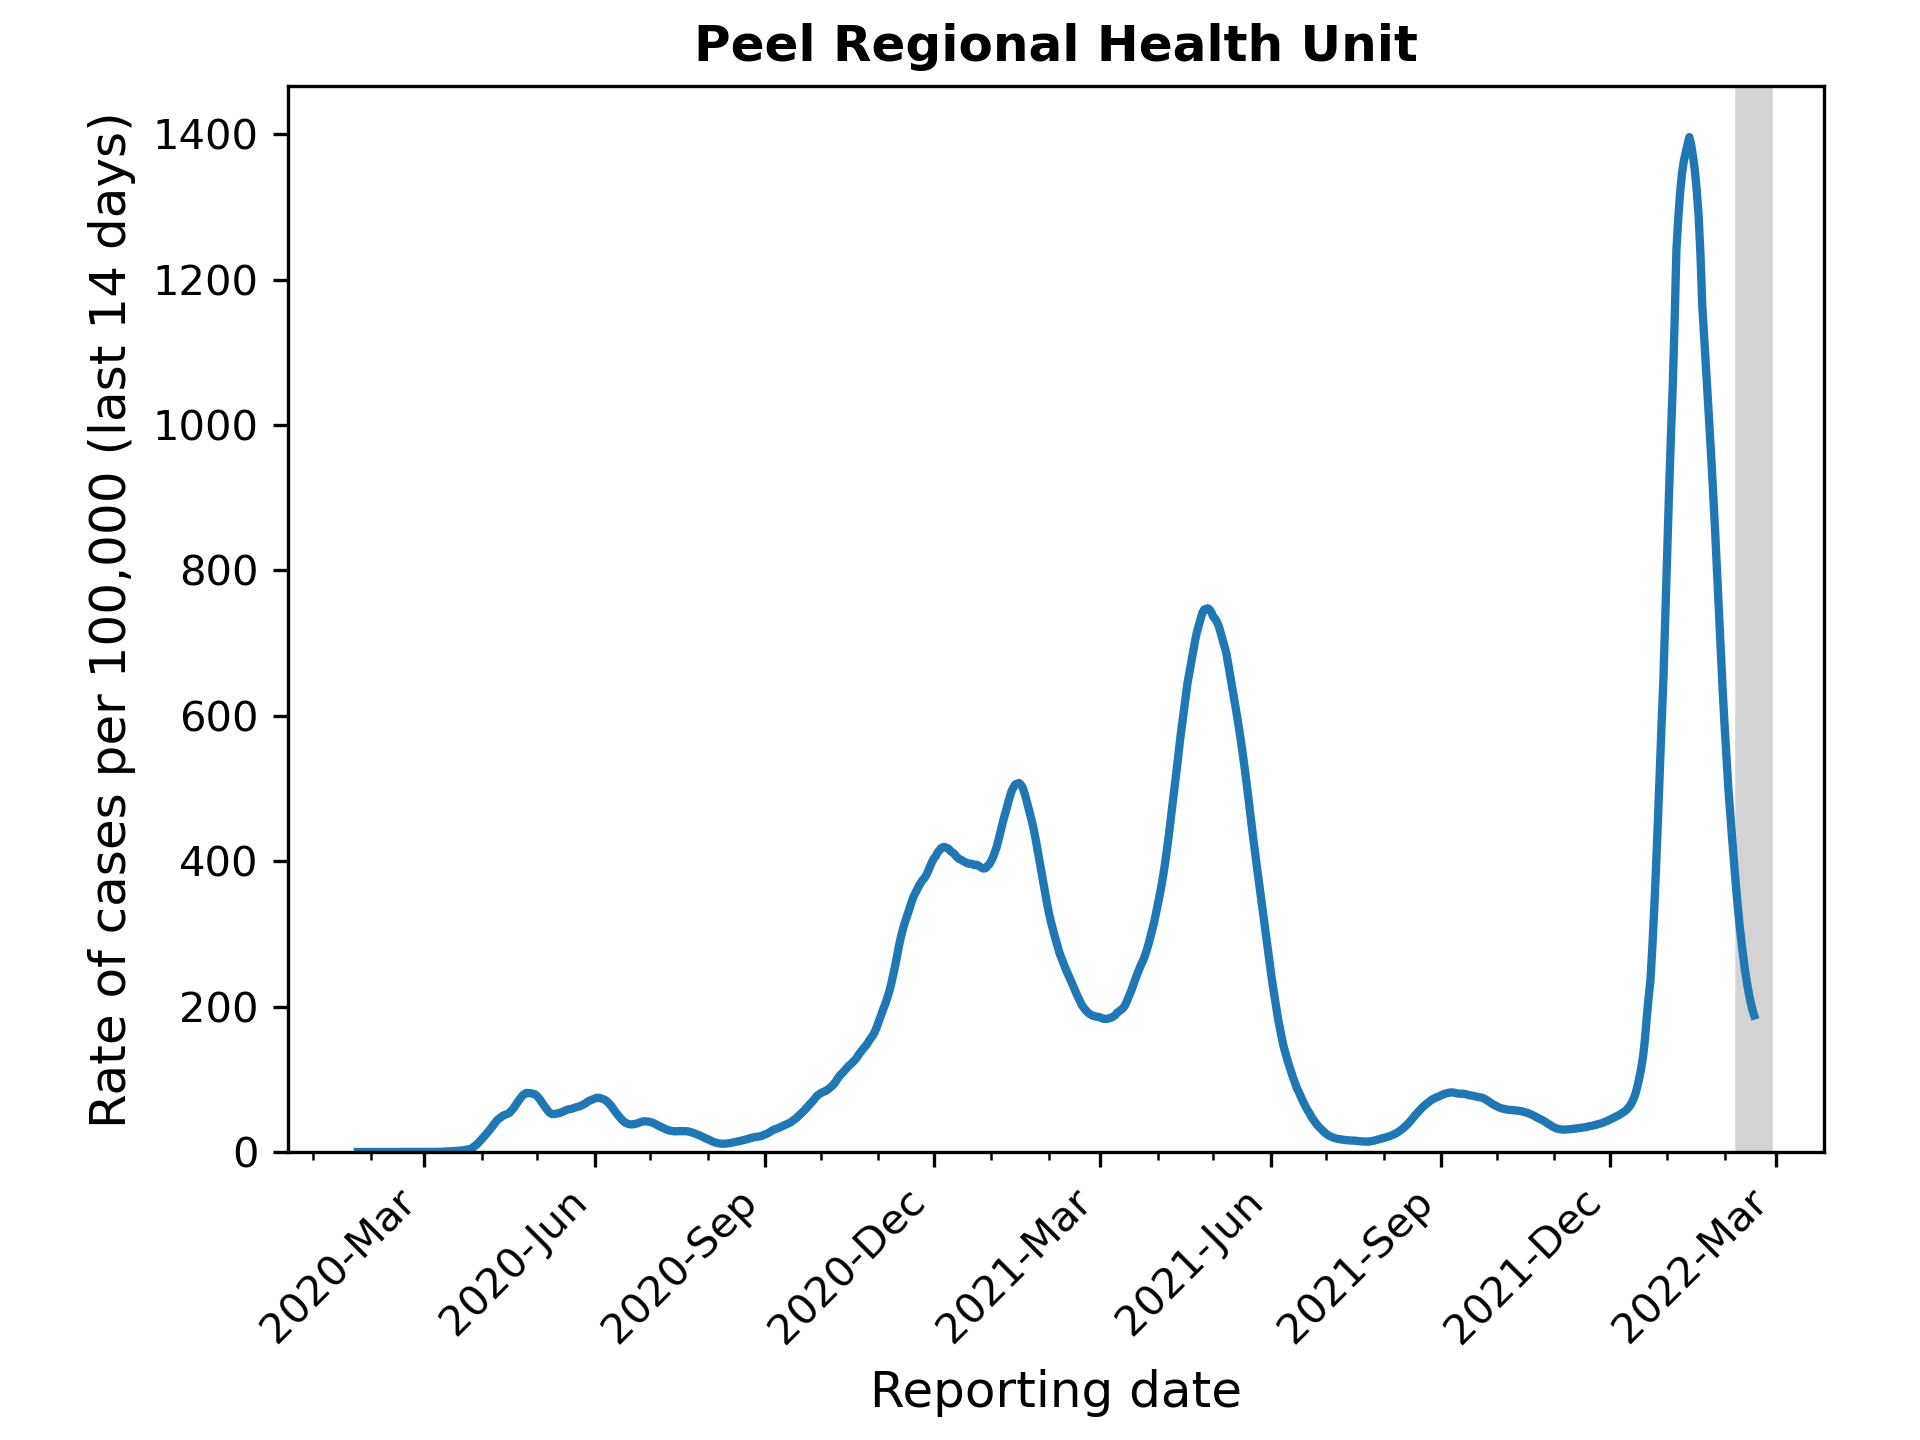 Peel Regional Health Unit
Rate of cases per 100,000 (last 14 days)
1400
1200
1000
800
600
400
200
0
2020-Mar
2020-Jun
2020-Sep
2020-Dec
2021-Mar
2021-Jun
2021-Sep
2021-Dec
2022-Mar
Reporting date